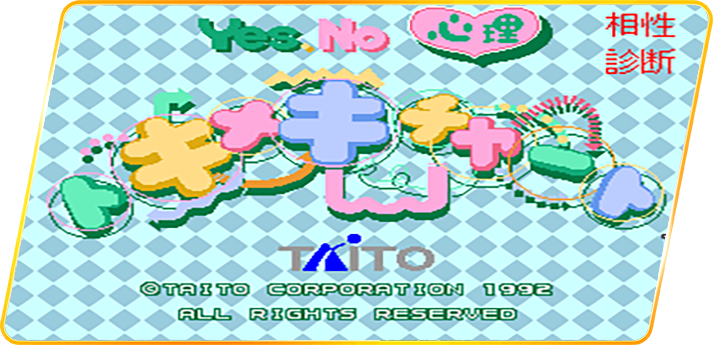 Yes. No 心理
相性
診断
トキメキチャート
TAITO
©TAITO CORPORATION 1992
ALL RIGHTS RESERVED